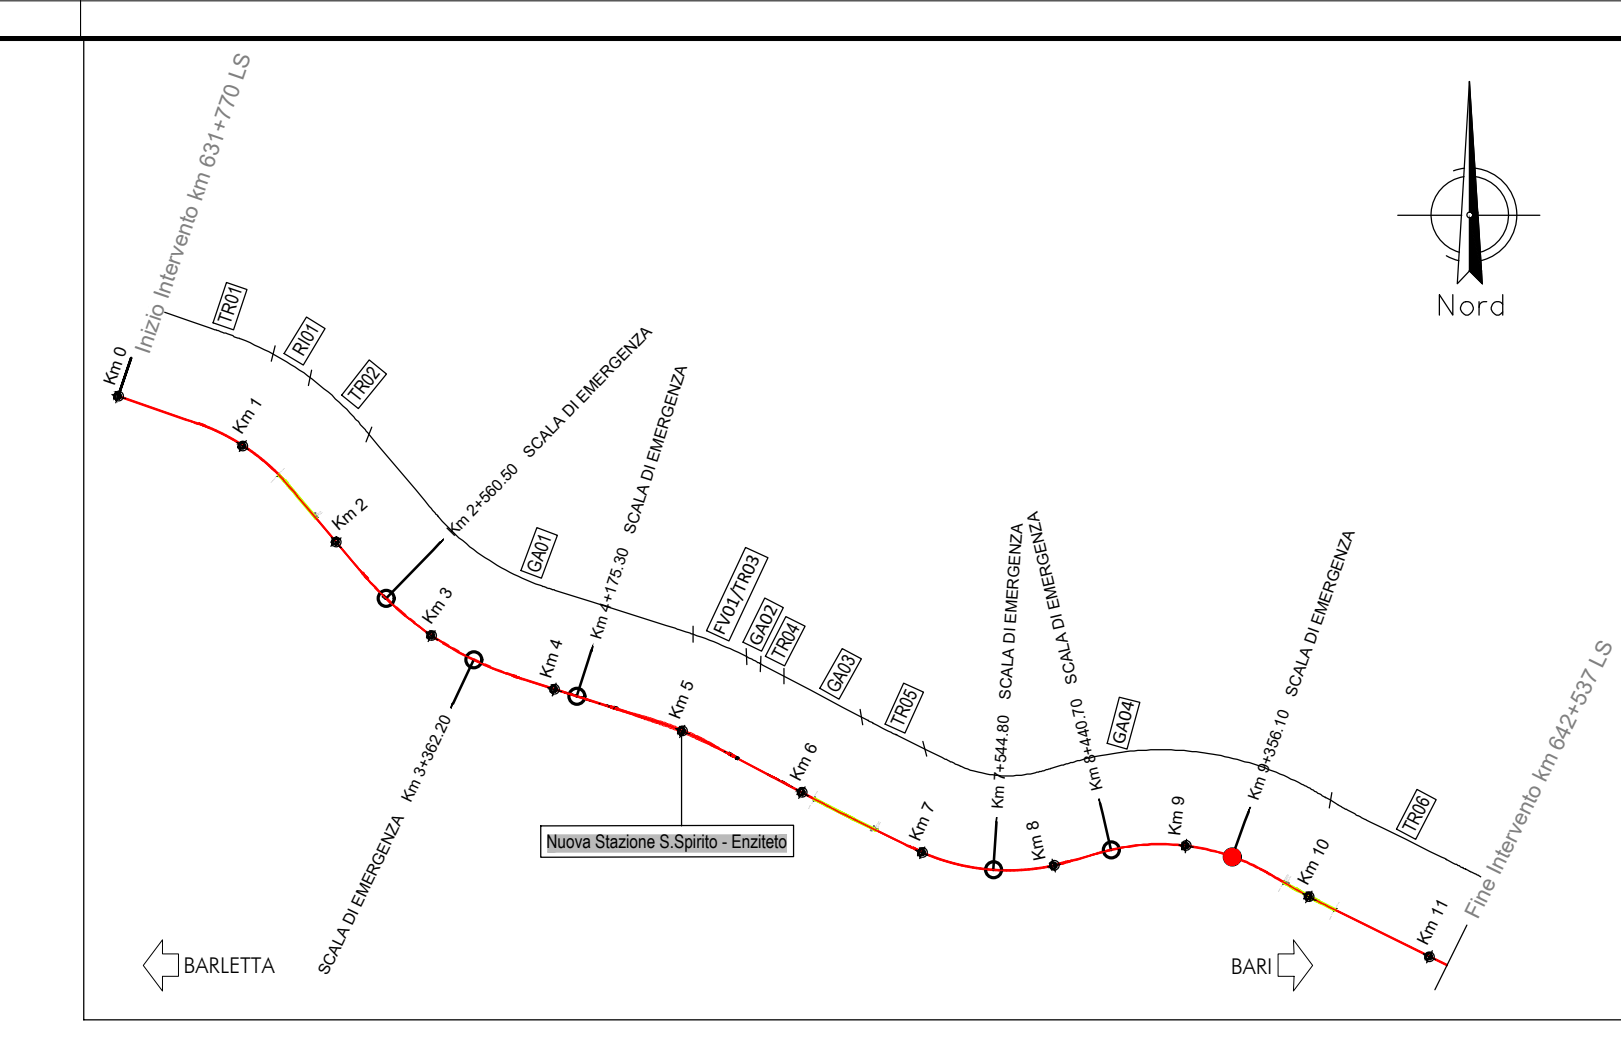 Inizio Intervento km 631+770 LS
Nord
TR01
RI01
TR02
Km 0
Km 1
Km 2
Km 2+560.50 SCALA DI EMERGENZA
GA01
Km 3
SCALA DI EMERGENZA Km 3+362.20
Km 4
Km 4+175.30 SCALA DI EMERGENZA
FV01/TR03
GA02
TR04
GA03
TR05
Km 5
Nuova Stazione S.Spirito - Enziteto
Km 6
Km 7
Km 7+544.80 SCALA DI EMERGENZA
Km 8
Km 8+440.70 SCALA DI EMERGENZA
GA04
Km 9
Km 9+356.10 SCALA DI EMERGENZA
TR06
Km 10
Km 11
Fine Intervento km 642+537 LS
BARLETTA
BARI